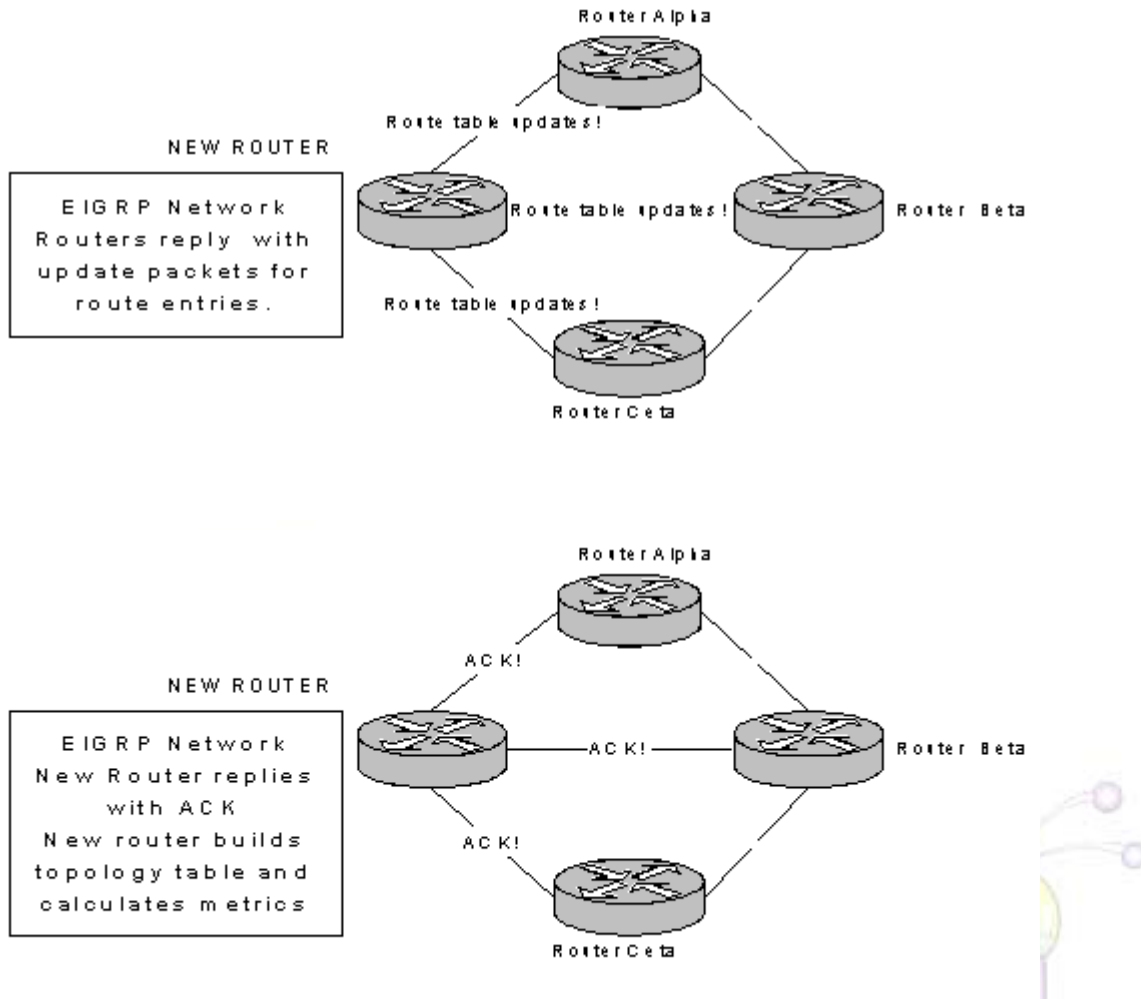 Router Alpha
Route table updates!
NEW ROUTER
EIGRP Network
Routers reply with
update packets for
route entries.
Route table updates!
Router Beta
Route table updates!
Router Ceta
Router Alpha
ACK!
NEW ROUTER
EIGRP Network
New Router replies
with ACK
New router builds
topology table and
calculates metrics
ACK!
Router Beta
ACK!
Router Ceta